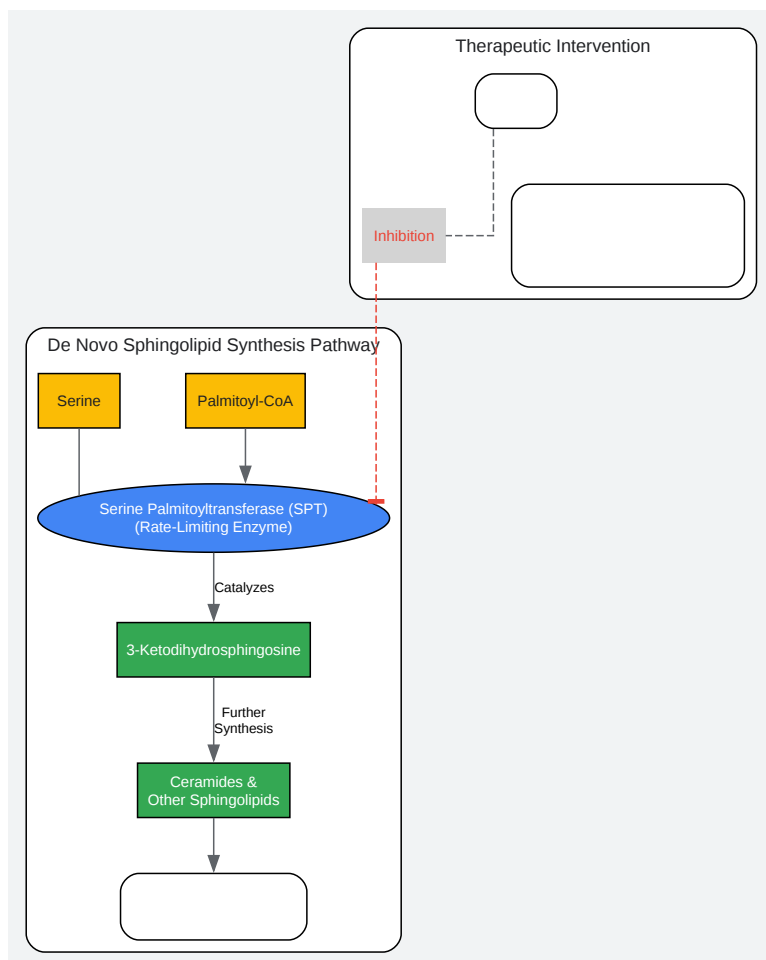 Therapeutic Intervention
Inhibition
De Novo Sphingolipid Synthesis Pathway
Serine
Palmitoyl-CoA
Serine Palmitoyltransferase (SPT)
(Rate-Limiting Enzyme)
Catalyzes
3-Ketodihydrosphingosine
Further
Synthesis
Ceramides &
Other Sphingolipids